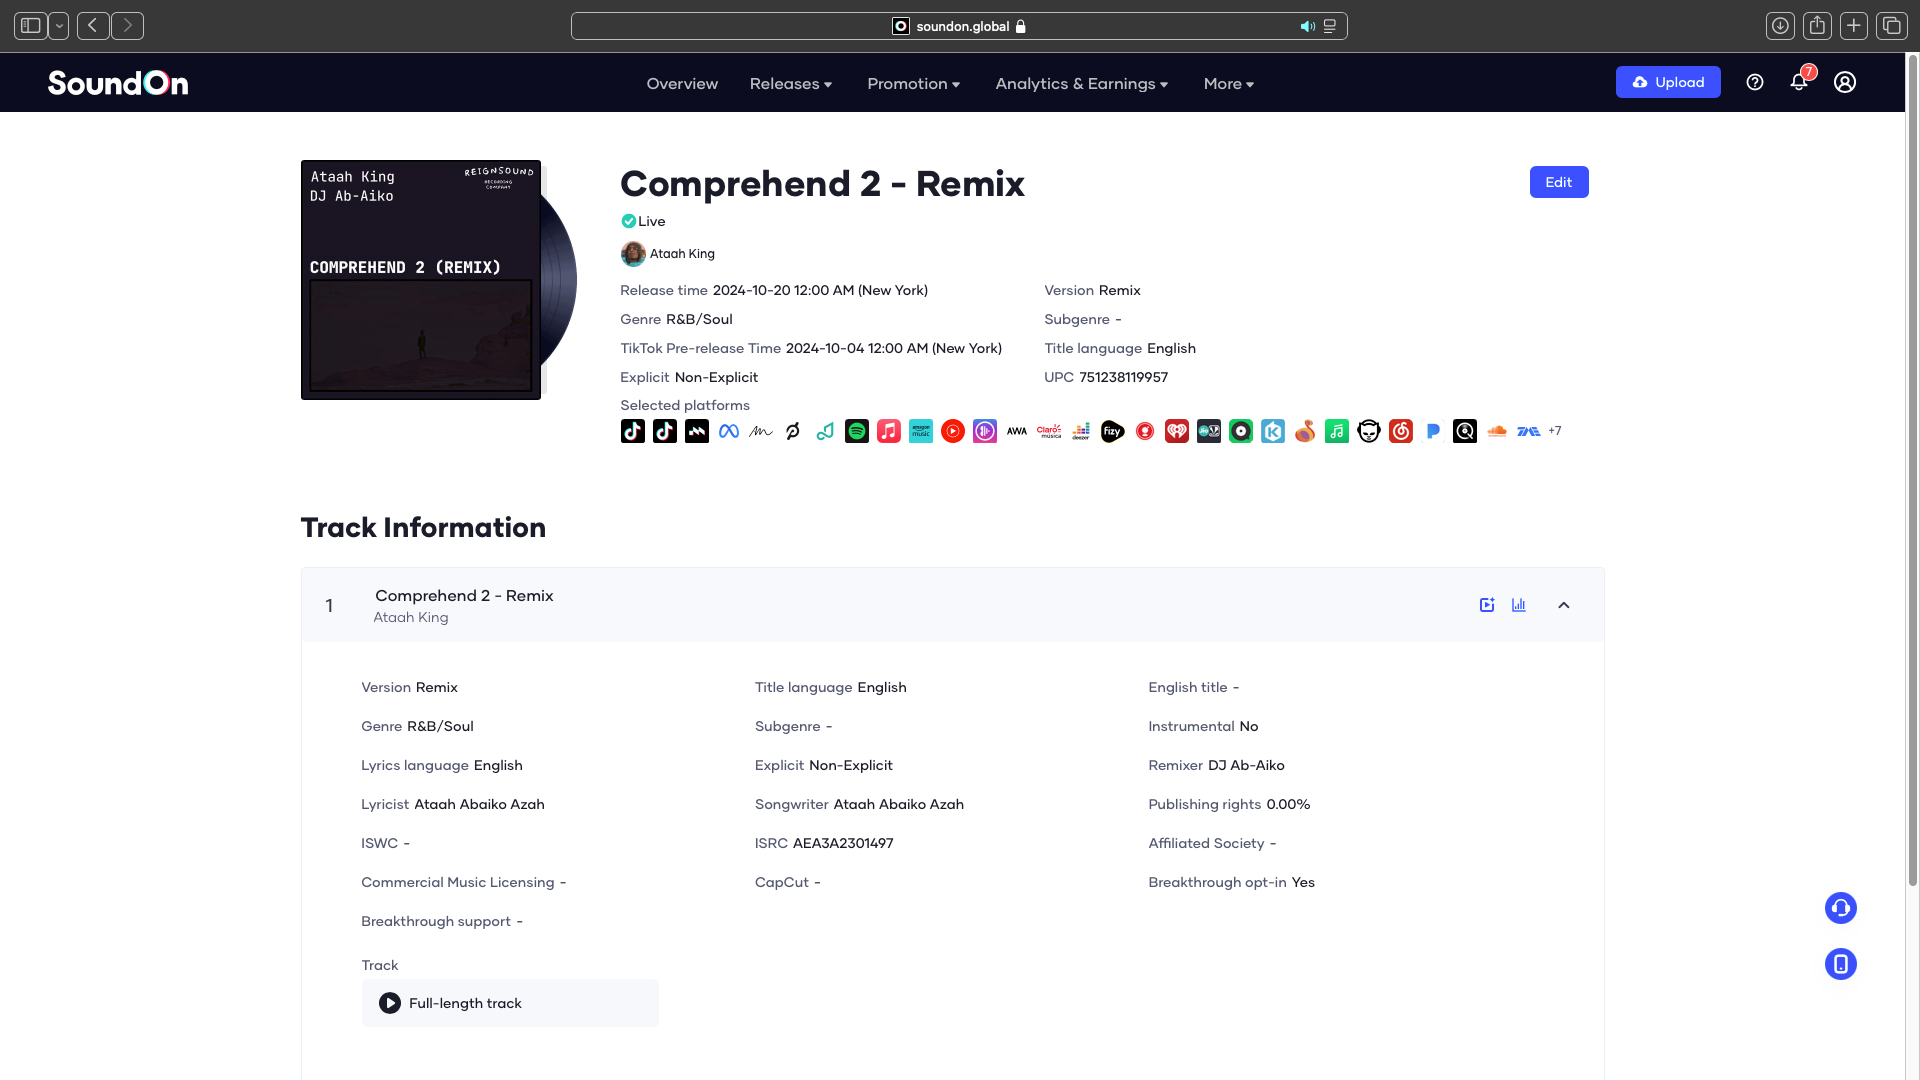 soundon.global
SoundOn
Overview
Releases
Promotion
Analytics & Earnings
More
Upload
7
Ataah King
DJ Ab-Aiko
REIGNSOUND
RECORDING
COMPANY
COMPREHEND 2 (REMIX)
Comprehend 2 - Remix
Edit
Live
Ataah King
Release time 2024-10-20 12:00 AM (New York)
Version Remix
Genre R&B/Soul
Subgenre -
TikTok Pre-release Time 2024-10-04 12:00 AM (New York)
Title language English
Explicit Non-Explicit
UPC 751238119957
Selected platforms
amazon music
AWA
Claro música
deezer
fizy
+7
Track Information
1
Comprehend 2 - Remix
Ataah King
Version Remix
Title language English
English title -
Genre R&B/Soul
Subgenre -
Instrumental No
Lyrics language English
Explicit Non-Explicit
Remixer DJ Ab-Aiko
Lyricist Ataah Abaiko Azah
Songwriter Ataah Abaiko Azah
Publishing rights 0.00%
ISWC -
ISRC AEA3A2301497
Affiliated Society -
Commercial Music Licensing -
CapCut -
Breakthrough opt-in Yes
Breakthrough support -
Track
Full-length track